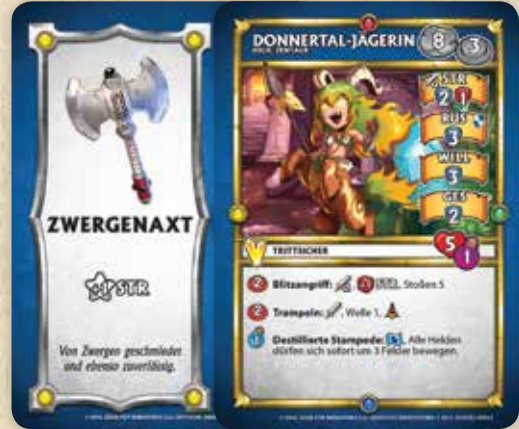 ZWERGENAXT
STR
Von Zwergen geschmiedet
und ebenso zuverlässig.
DONNERTAL-JÄGERIN
HELD, ZENTAUR
8 3
STR
2 1
RÜS
3
WILL
3
GES
2
5
1
TRITTSICHER
2 Blitzangriff: STR, Stoßen 5
2 Trampeln: Welle 1,
Destillierte Stampede: Alle Helden
dürfen sich sofort um 3 Felder bewegen.